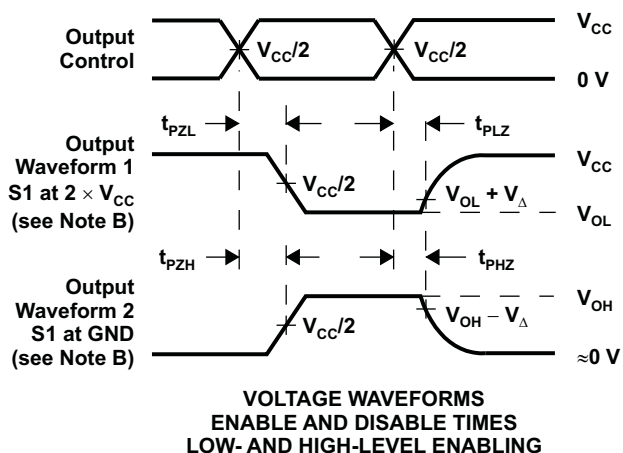 Output
Control
V_CC/2
V_CC/2
V_CC
0 V
t_PZL
t_PLZ
Output
Waveform 1
S1 at 2 × V_CC
(see Note B)
V_CC/2
V_CC
V_OL + V_Δ
V_OL
t_PZH
t_PHZ
Output
Waveform 2
S1 at GND
(see Note B)
V_CC/2
V_OH
V_OH − V_Δ
≈0 V
VOLTAGE WAVEFORMS
ENABLE AND DISABLE TIMES
LOW- AND HIGH-LEVEL ENABLING